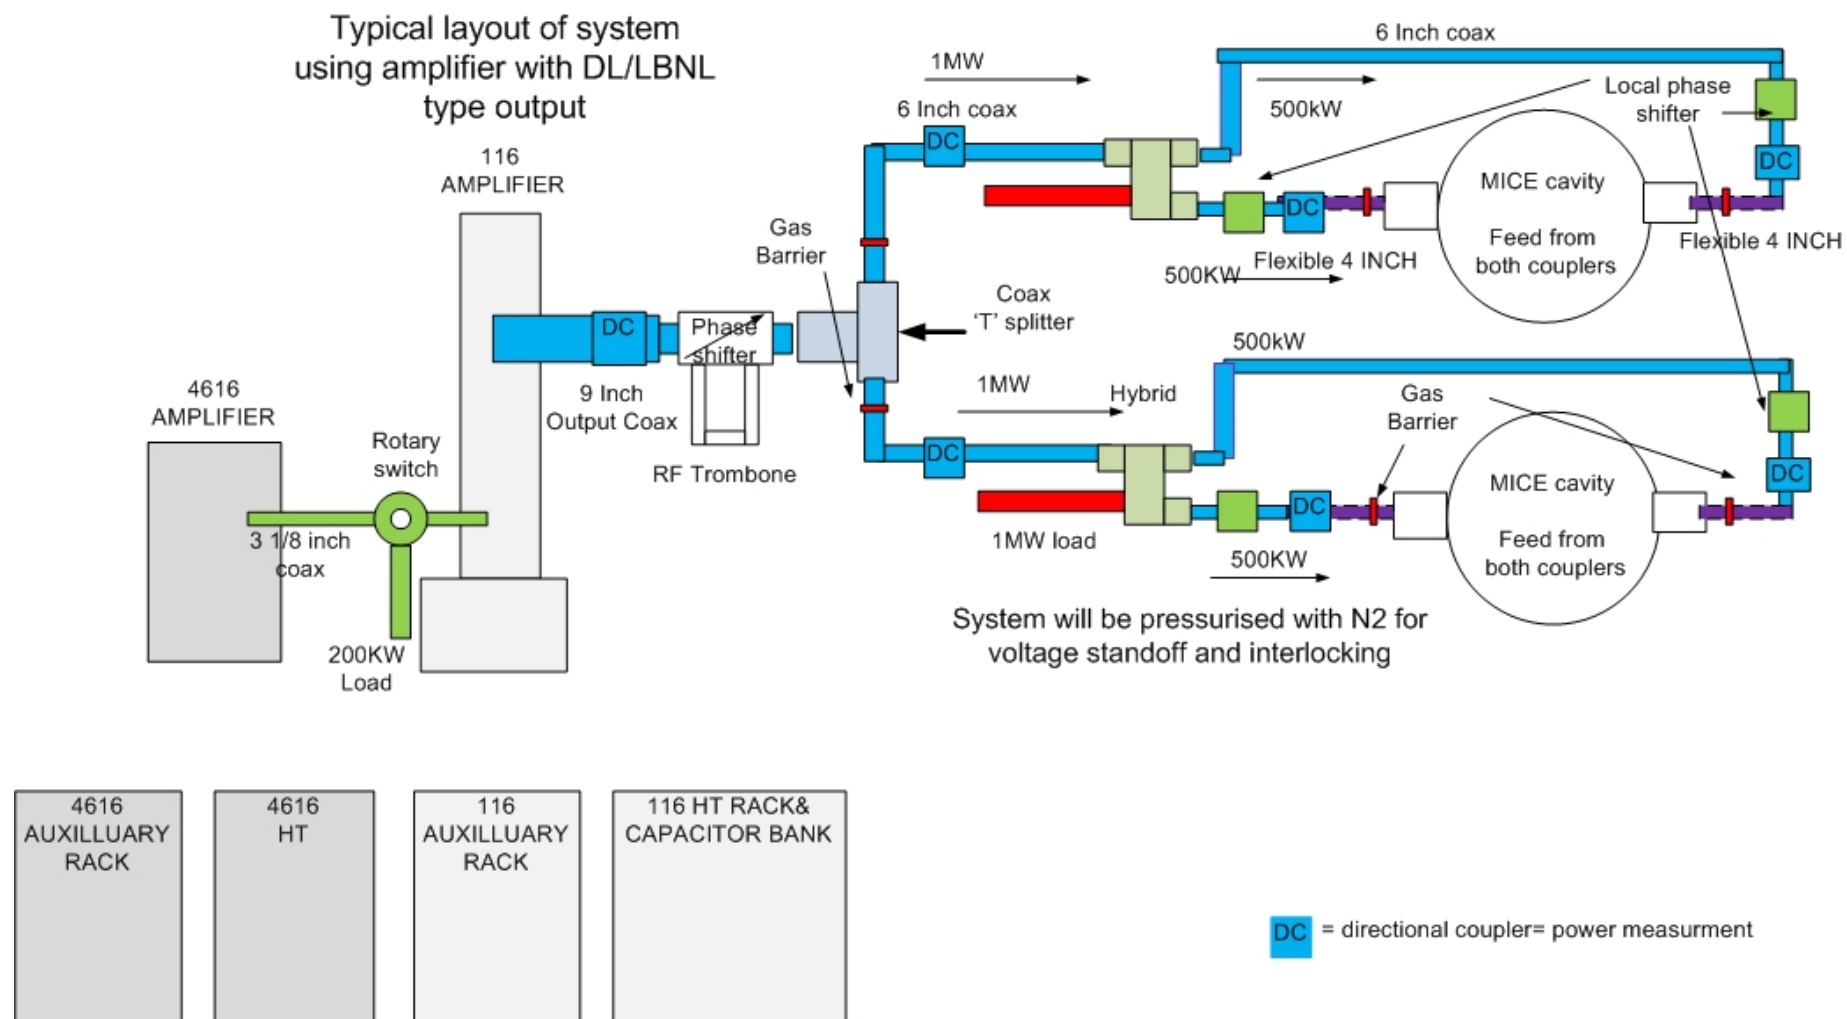 Typical layout of system
using amplifier with DL/LBNL
type output
116
AMPLIFIER
4616
AMPLIFIER
Rotary
switch
3 1/8 inch
coax
200KW
Load
DC
9 Inch
Output Coax
Phase
shifter
RF Trombone
Gas
Barrier
Coax
'T' splitter
6 Inch coax
DC
1MW
6 Inch coax
500kW
Local phase
shifter
DC
MICE cavity
Feed from
both couplers
DC
Flexible 4 INCH
500KW
Flexible 4 INCH
500kW
1MW
Hybrid
DC
1MW load
DC
500KW
Gas
Barrier
MICE cavity
Feed from
both couplers
DC
System will be pressurised with N2 for
voltage standoff and interlocking
4616
AUXILLUARY
RACK
4616
HT
116
AUXILLUARY
RACK
116 HT RACK&
CAPACITOR BANK
DC = directional coupler= power measurment